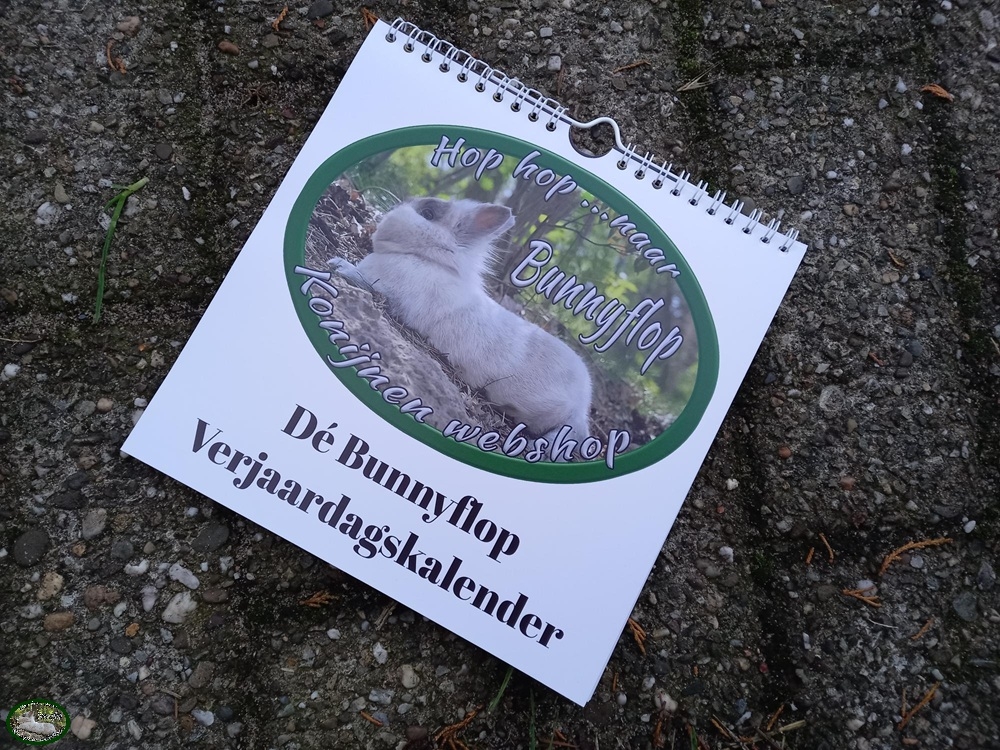 Hop hop ...naar
Bunnyflop
Konijnen webshop
Dé Bunnyflop
Verjaardagskalender